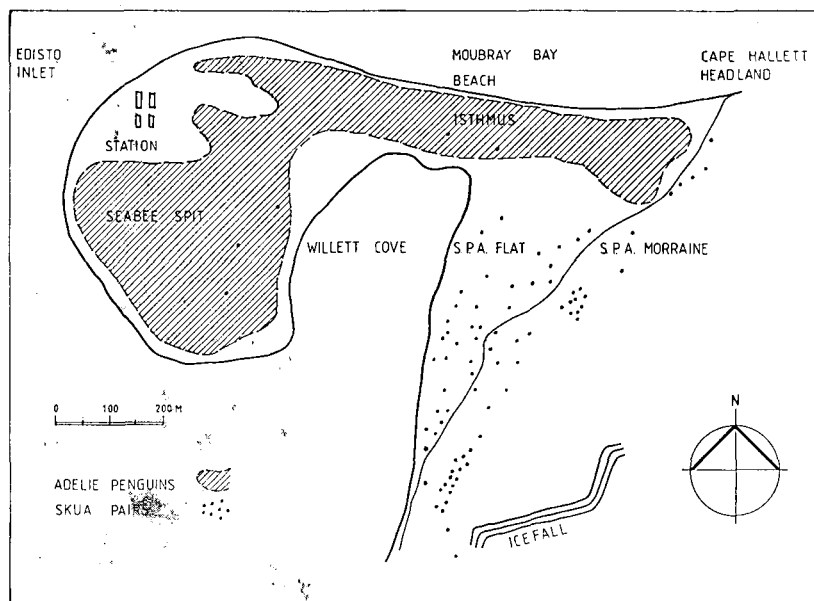 EDISTO
INLET
MOUBRAY BAY
BEACH
CAPE HALLETT
HEADLAND
ISTHMUS
STATION
SEABEE SPIT
WILLETT COVE
S.P.A. FLAT
S.P.A. MORRAINE
0 100 200 M
N
ADELIE PENGUINS
SKUA PAIRS
ICEFALL